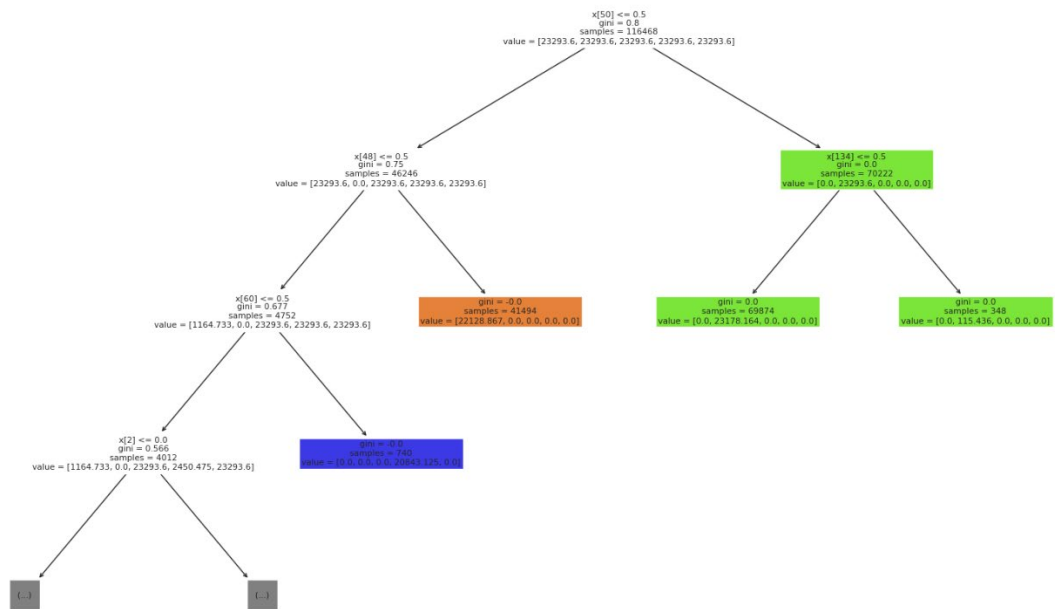 x[50] <= 0.5
gini = 0.8
samples = 116468
value = [23293.6, 23293.6, 23293.6, 23293.6, 23293.6]
x[48] <= 0.5
gini = 0.75
samples = 46246
value = [23293.6, 0.0, 23293.6, 23293.6, 23293.6]
x[134] <= 0.5
gini = 0.0
samples = 70222
value = [0.0, 23293.6, 0.0, 0.0, 0.0]
x[60] <= 0.5
gini = 0.677
samples = 4752
value = [1164.733, 0.0, 23293.6, 23293.6, 23293.6]
gini = -0.0
samples = 41494
value = [22128.867, 0.0, 0.0, 0.0, 0.0]
gini = 0.0
samples = 69874
value = [0.0, 23178.164, 0.0, 0.0, 0.0]
gini = 0.0
samples = 348
value = [0.0, 115.436, 0.0, 0.0, 0.0]
x[2] <= 0.0
gini = 0.566
samples = 4012
value = [1164.733, 0.0, 23293.6, 2450.475, 23293.6]
gini = -0.0
samples = 740
value = [0.0, 0.0, 0.0, 20843.125, 0.0]
(...)
(...)